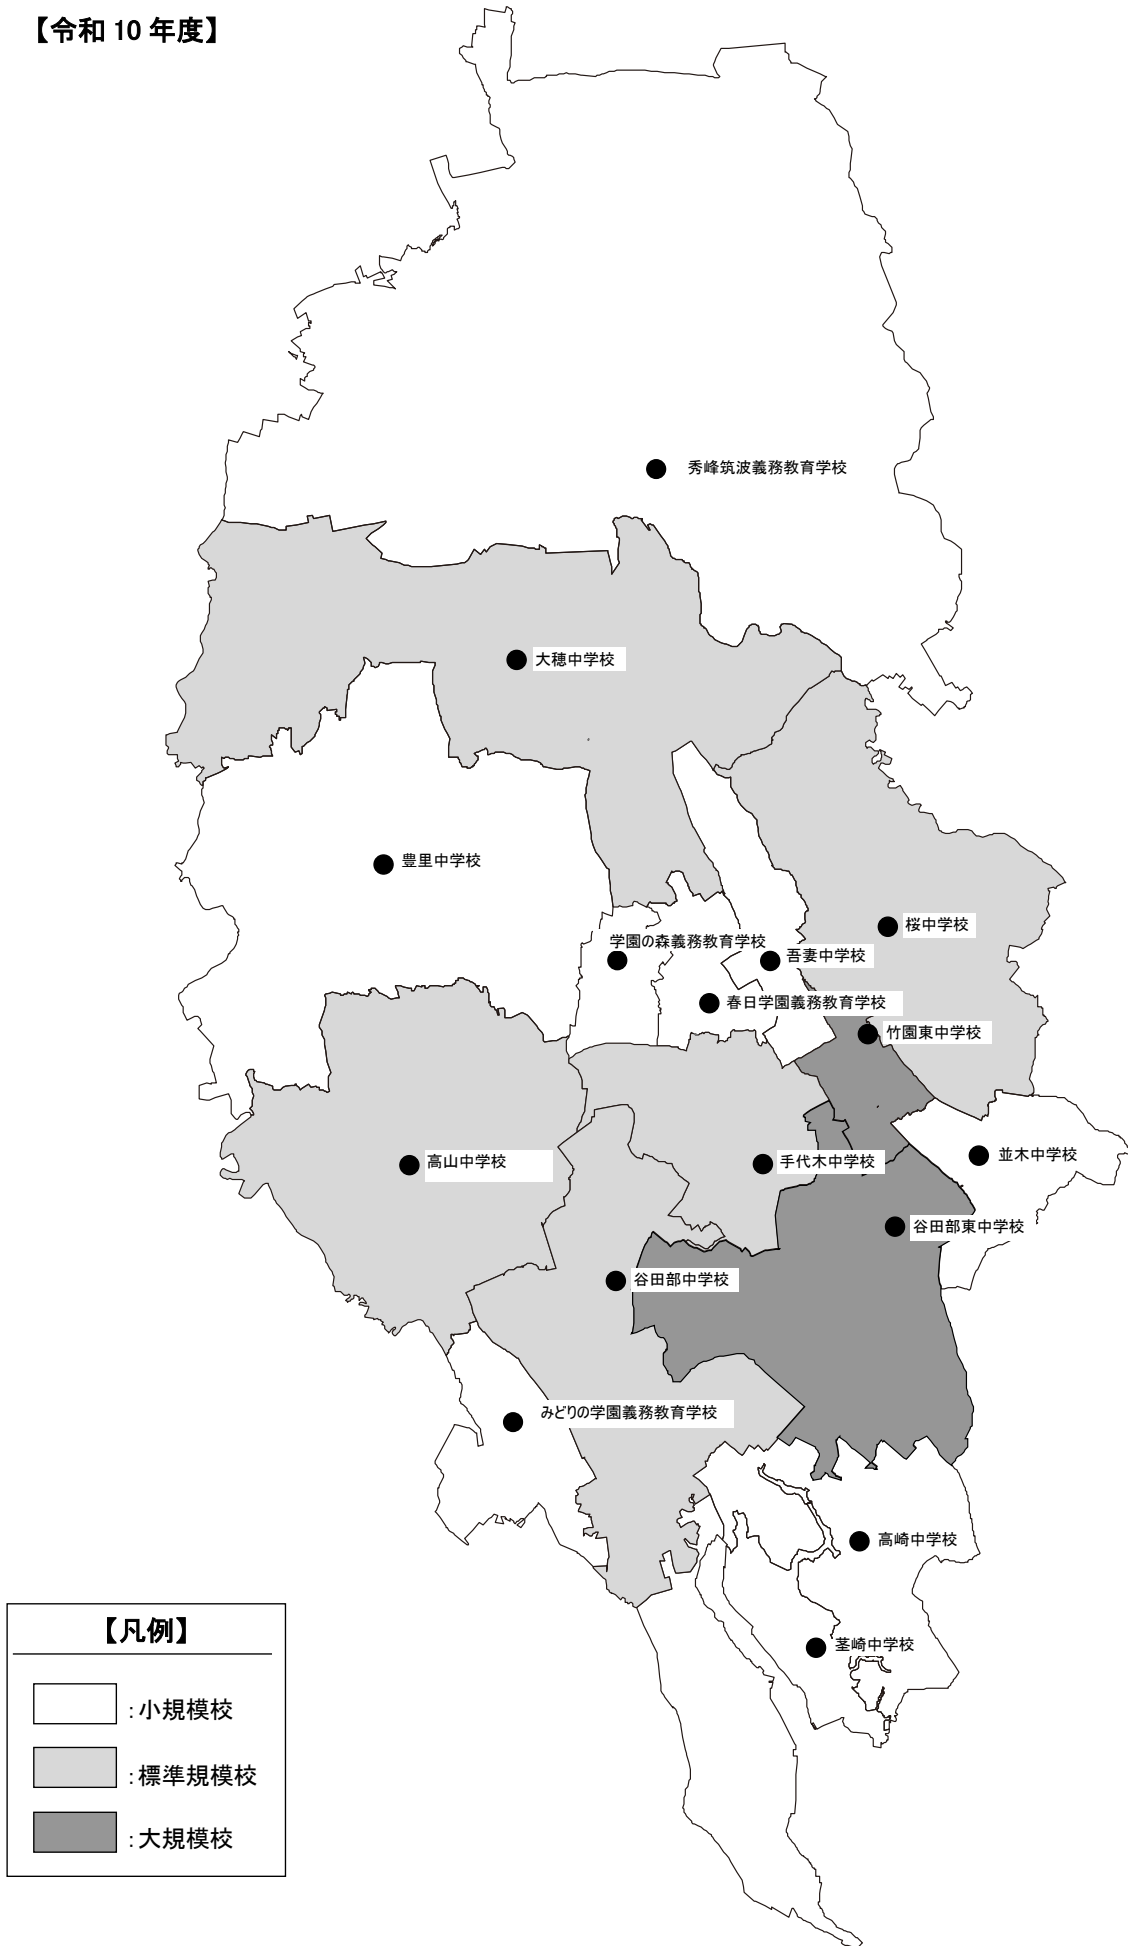 【令和 10 年度】
秀峰筑波義務教育学校
大穂中学校
豊里中学校
桜中学校
学園の森義務教育学校
吾妻中学校
春日学園義務教育学校
竹園東中学校
並木中学校
高山中学校
手代木中学校
谷田部東中学校
谷田部中学校
みどりの学園義務教育学校
高崎中学校
茎崎中学校
【凡例】
：小規模校
：標準規模校
：大規模校